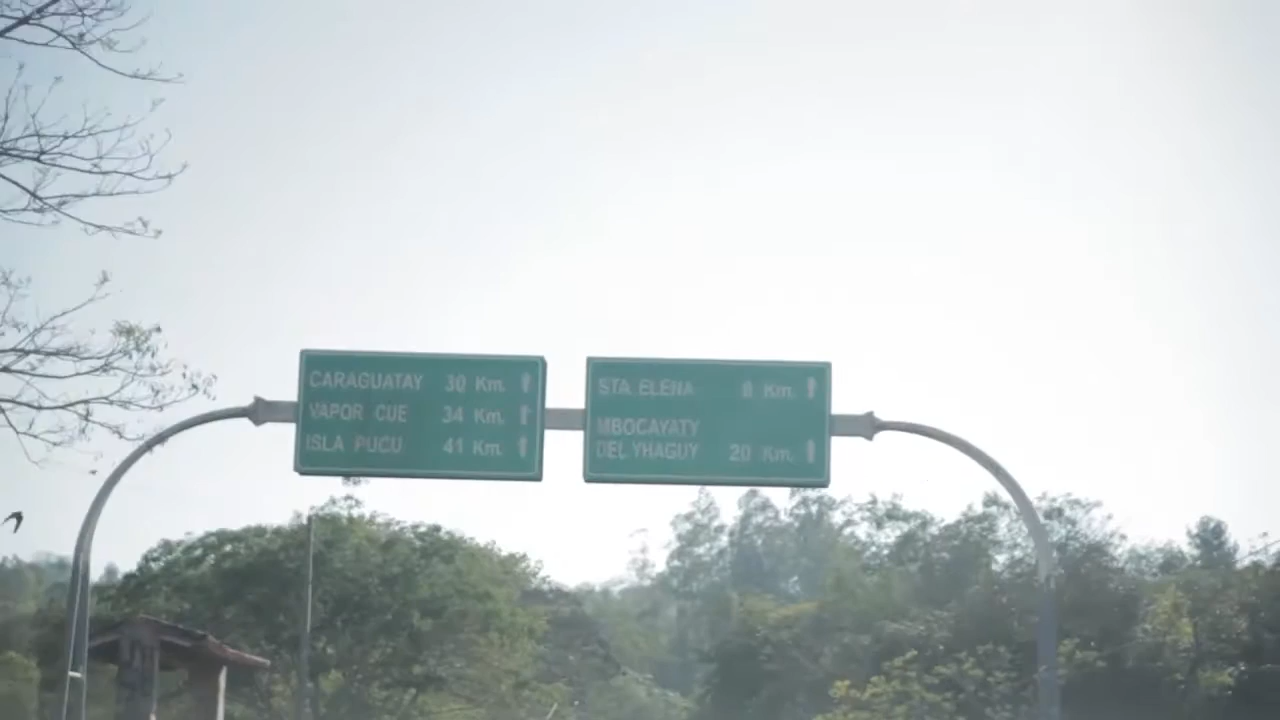 CARAGUATAY 30 Km.
VAPOR CUE 34 Km.
ISLA PUCU 41 Km.
STA ELENA 8 Km.
MBOCAYATY
DEL YHAGUY 20 Km.